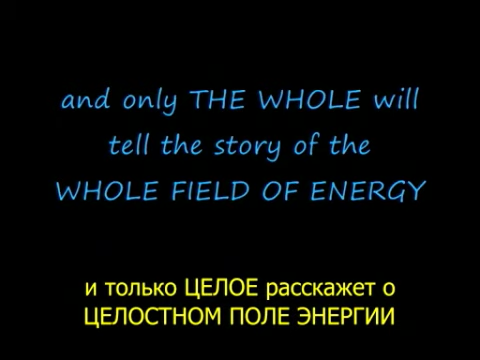 and only THE WHOLE will
tell the story of the
WHOLE FIELD OF ENERGY
и только ЦЕЛОЕ расскажет о
ЦЕЛОСТНОМ ПОЛЕ ЭНЕРГИИ